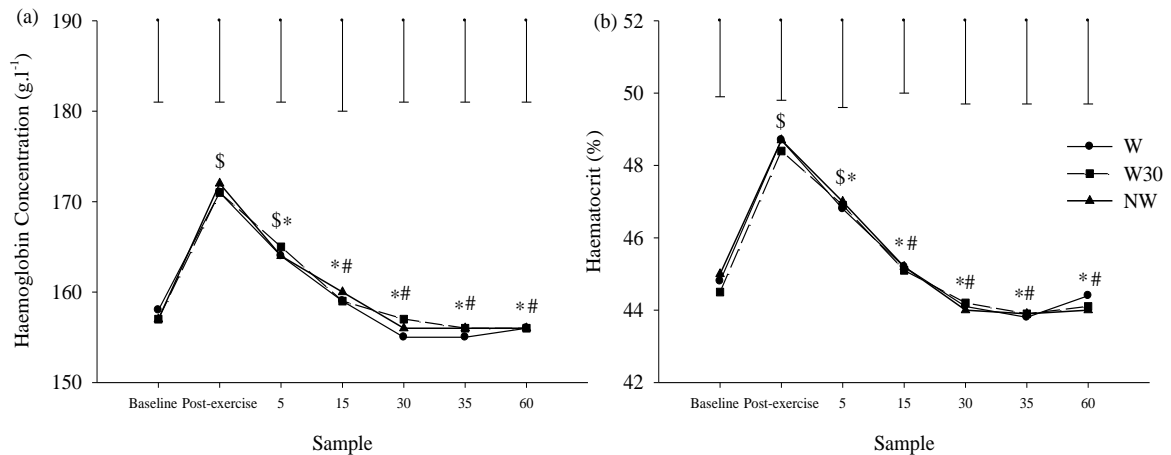 (a)
Haemoglobin Concentration (g.l⁻¹)
190
180
170
160
150
$
$*
*#
*#
*#
*#
Baseline Post-exercise 5 15 30 35 60
Sample
(b)
Haematocrit (%)
52
50
48
46
44
42
$
$*
*#
*#
*#
*#
Baseline Post-exercise 5 15 30 35 60
Sample
W
W30
NW